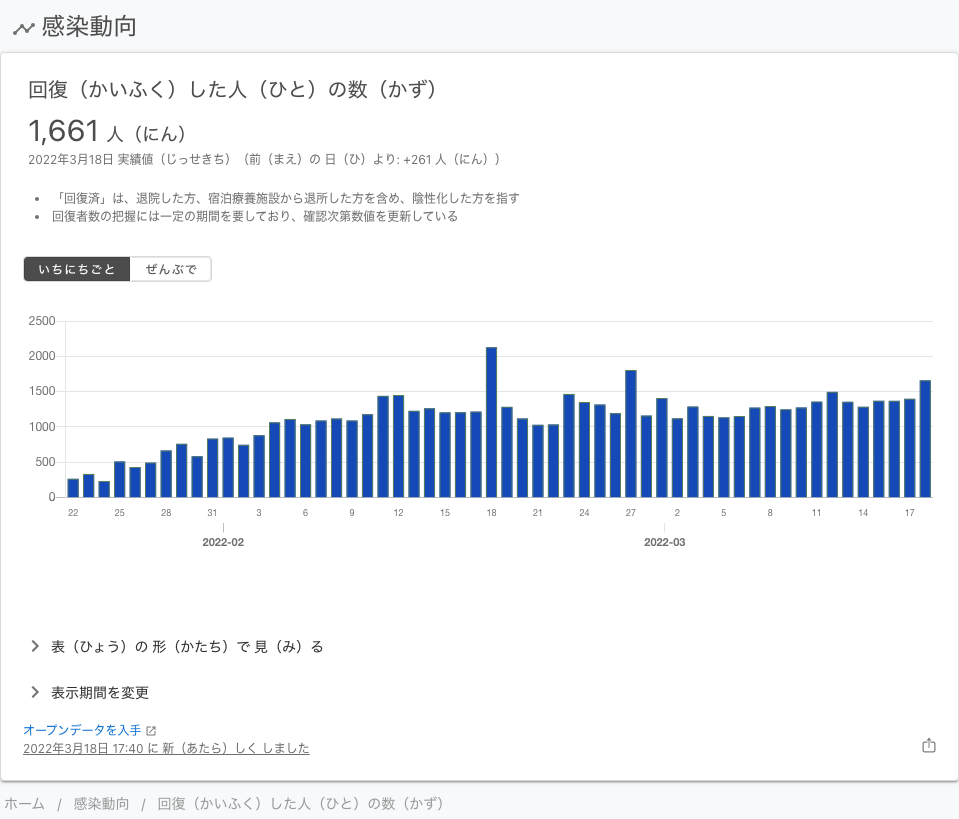 感染動向
回復（かいふく）した人（ひと）の数（かず）
1,661 人（にん）
2022年3月18日 実績値（じっせきち）（前（まえ）の 日（ひ）より: +261 人（にん））
• 「回復済」は、退院した方、宿泊療養施設から退所した方を含め、陰性化した方を指す
• 回復者数の把握には一定の期間を要しており、確認次第数値を更新している
いちにちごと ぜんぶで
2500
2000
1500
1000
500
0
22 25 28 31 3 6 9 12 15 18 21 24 27 2 5 8 11 14 17
2022-02 2022-03
表（ひょう）の 形（かたち）で 見（み）る
表示期間を変更
オープンデータを入手
2022年3月18日 17:40 に 新（あたら）しく しました
ホーム / 感染動向 / 回復（かいふく）した人（ひと）の数（かず）